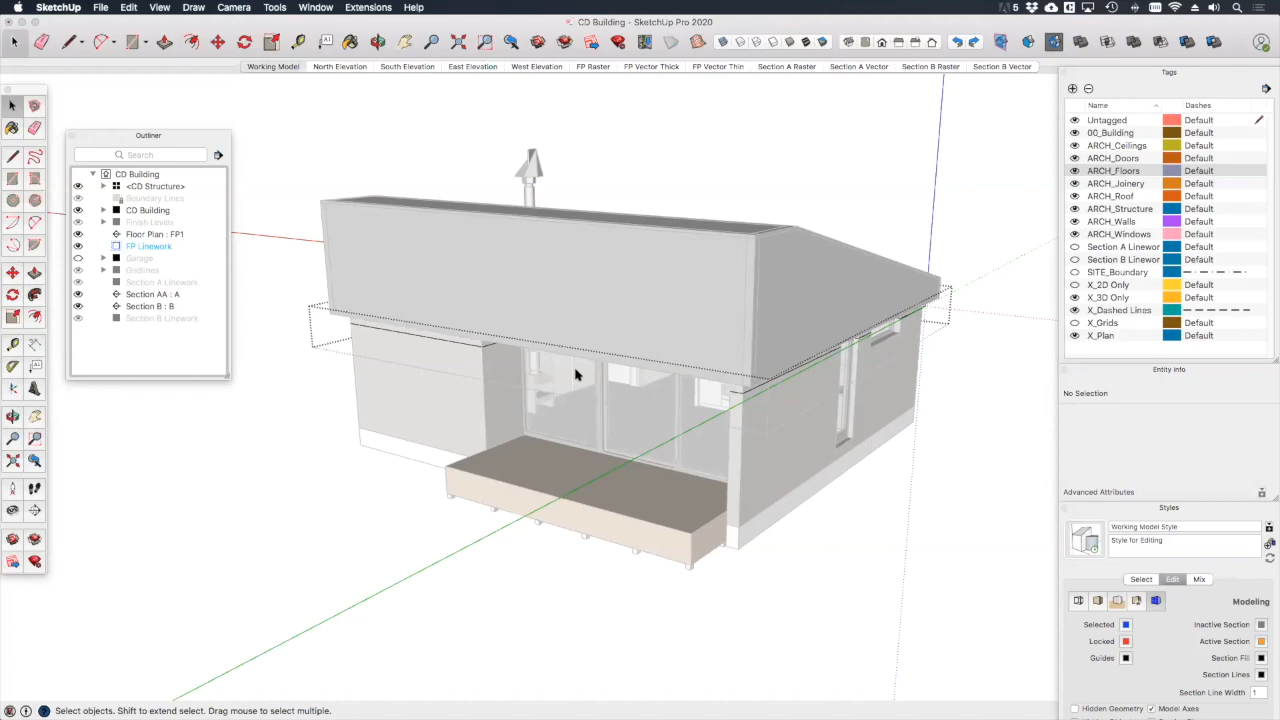 SketchUp File Edit View Draw Camera Tools Window Extensions Help
5
CD Building - SketchUp Pro 2020
Working Model North Elevation South Elevation East Elevation West Elevation FP Raster FP Vector Thick FP Vector Thin Section A Raster Section A Vector Section B Raster Section B Vector
Outliner
Search
CD Building
<CD Structure>
Boundary Lines
CD Building
Finish Levels
Floor Plan : FP1
FP Linework
Garage
Gridlines
Section A Linework
Section AA : A
Section B : B
Section B Linework
Tags
Name Dashes
Untagged Default
00_Building Default
ARCH_Ceilings Default
ARCH_Doors Default
ARCH_Floors Default
ARCH_Joinery Default
ARCH_Roof Default
ARCH_Structure Default
ARCH_Walls Default
ARCH_Windows Default
Section A Linewor Default
Section B Linewor Default
SITE_Boundary
X_2D Only Default
X_3D Only Default
X_Dashed Lines
X_Grids Default
X_Plan Default
Entity Info
No Selection
Advanced Attributes
Styles
Working Model Style
Style for Editing
Select Edit Mix
Modeling
Selected Inactive Section
Locked Active Section
Guides Section Fill
Section Lines
Section Line Width 1
Hidden Geometry Model Axes
Select objects. Shift to extend select. Drag mouse to select multiple.